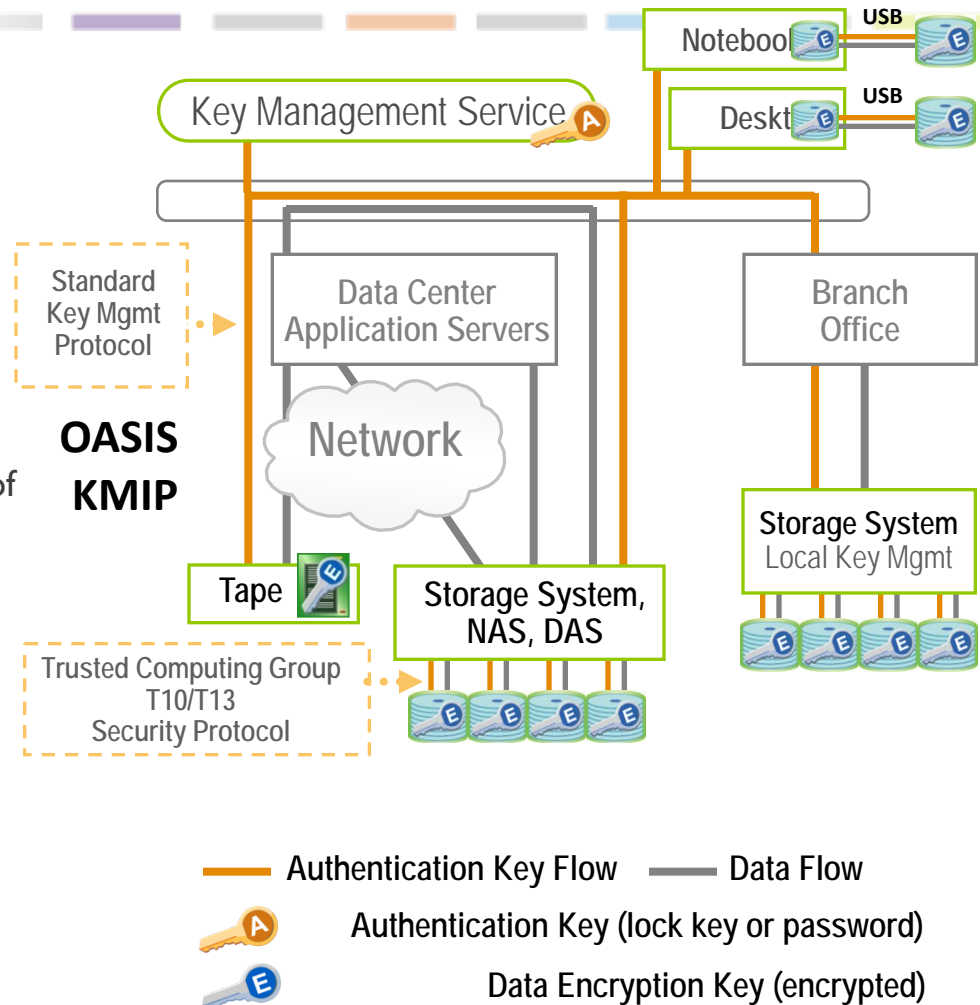 USB
Notebook
Key Management Service
A
E
E
USB
Deskt
E
E
Standard
Key Mgmt
Protocol
Data Center
Application Servers
Branch
Office
OASIS
of
KMIP
Network
Storage System
Local Key Mgmt
Tape
E
Storage System,
NAS, DAS
E
E
E
E
Trusted Computing Group
T10/T13
Security Protocol
E
E
E
E
Authentication Key Flow
Data Flow
A
Authentication Key (lock key or password)
E
Data Encryption Key (encrypted)